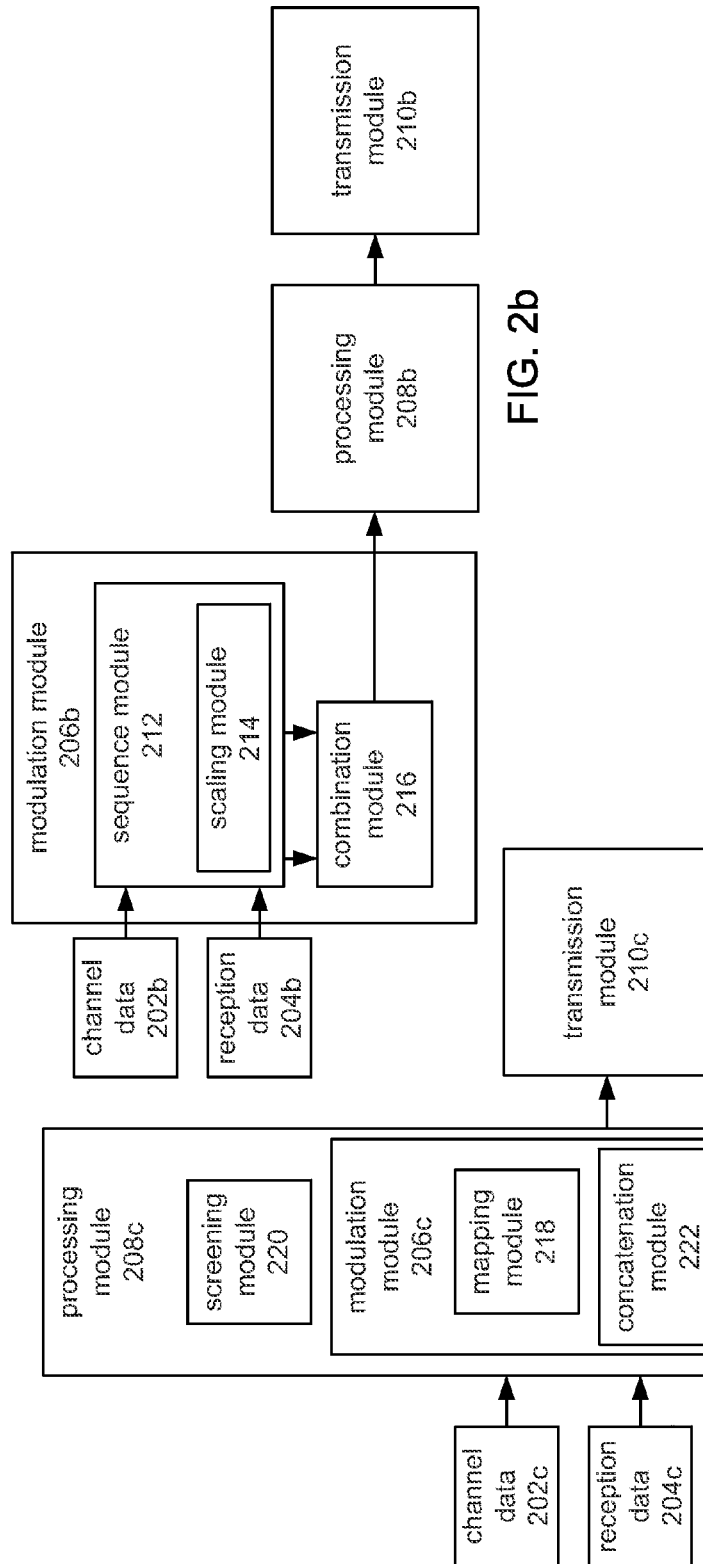 modulation module
206b
sequence module
212
scaling module
214
channel
data
202b
reception
data
204b
combination
module
216
processing
module
208b
transmission
module
210b
FIG. 2b
processing
module
208c
screening
module
220
modulation
module
206c
mapping
module
218
concatenation
module
222
channel
data
202c
reception
data
204c
transmission
module
210c